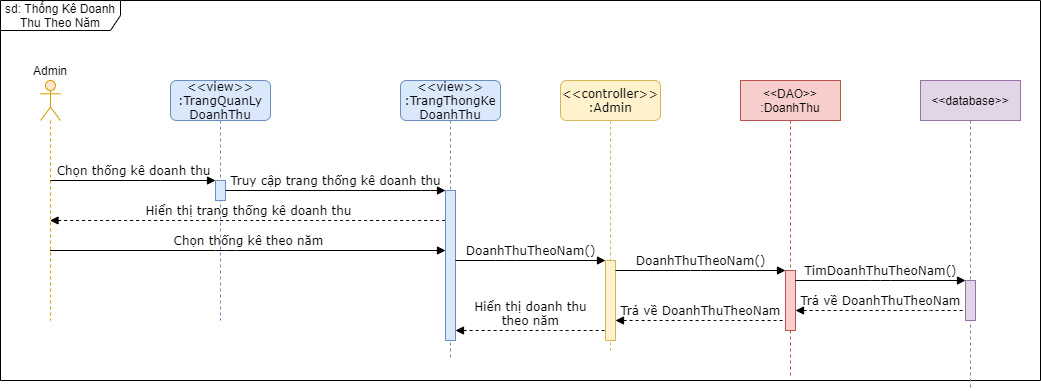 sd: Thống Kê Doanh
Thu Theo Năm
Admin
<<view>>
:TrangQuanLy
DoanhThu
<<view>>
:TrangThongKe
DoanhThu
<<controller>>
:Admin
<<DAO>>
:DoanhThu
<<database>>
Chọn thống kê doanh thu
Truy cập trang thống kê doanh thu
Hiển thị trang thống kê doanh thu
Chọn thống kê theo năm
DoanhThuTheoNam()
DoanhThuTheoNam()
TimDoanhThuTheoNam()
Trả về DoanhThuTheoNam
Trả về DoanhThuTheoNam
Hiển thị doanh thu
theo năm